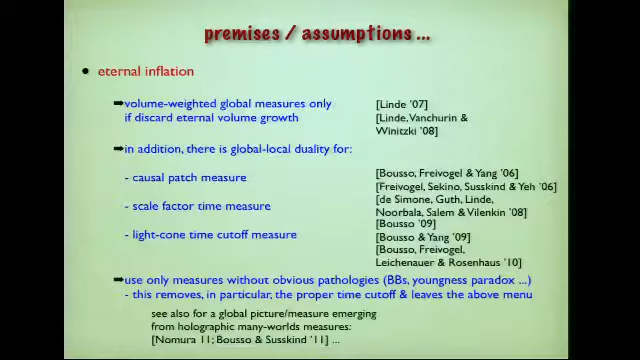 premises / assumptions ...
● eternal inflation
➡volume-weighted global measures only [Linde '07]
if discard eternal volume growth [Linde, Vanchurin &
Winitzki '08]
➡in addition, there is global-local duality for:
- causal patch measure [Bousso, Freivogel & Yang '06]
[Freivogel, Sekino, Susskind & Yeh '06]
- scale factor time measure [de Simone, Guth, Linde,
Noorbala, Salem & Vilenkin '08]
[Bousso '09]
- light-cone time cutoff measure [Bousso & Yang '09]
[Bousso, Freivogel,
Leichenauer & Rosenhaus '10]
➡use only measures without obvious pathologies (BBs, youngness paradox ...)
- this removes, in particular, the proper time cutoff & leaves the above menu
see also for a global picture/measure emerging
from holographic many-worlds measures:
[Nomura 11; Bousso & Susskind '11] ...